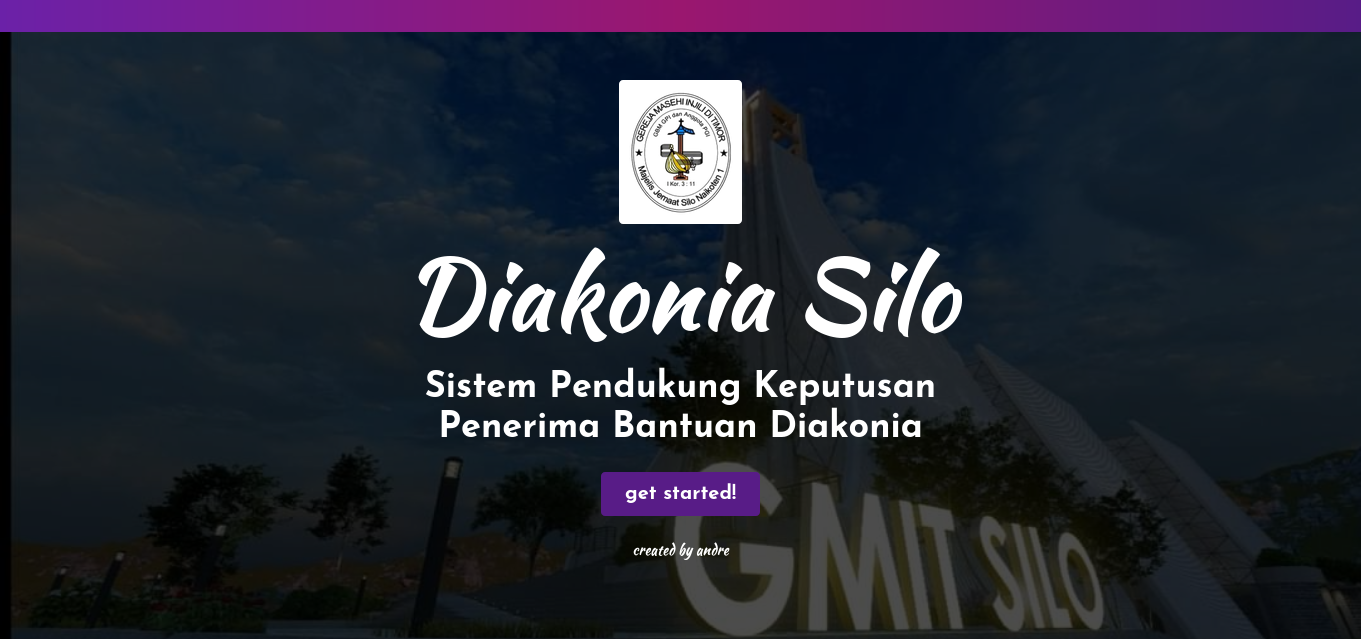 GEREJA MASEHI INJILI DI TIMOR
GBM GPI dan Anggota PGI
I Kor. 3 : 11
Majelis Jemaat Silo Naikoten 1
Diakonia Silo
Sistem Pendukung Keputusan
Penerima Bantuan Diakonia
get started!
created by andre
GMIT SILO